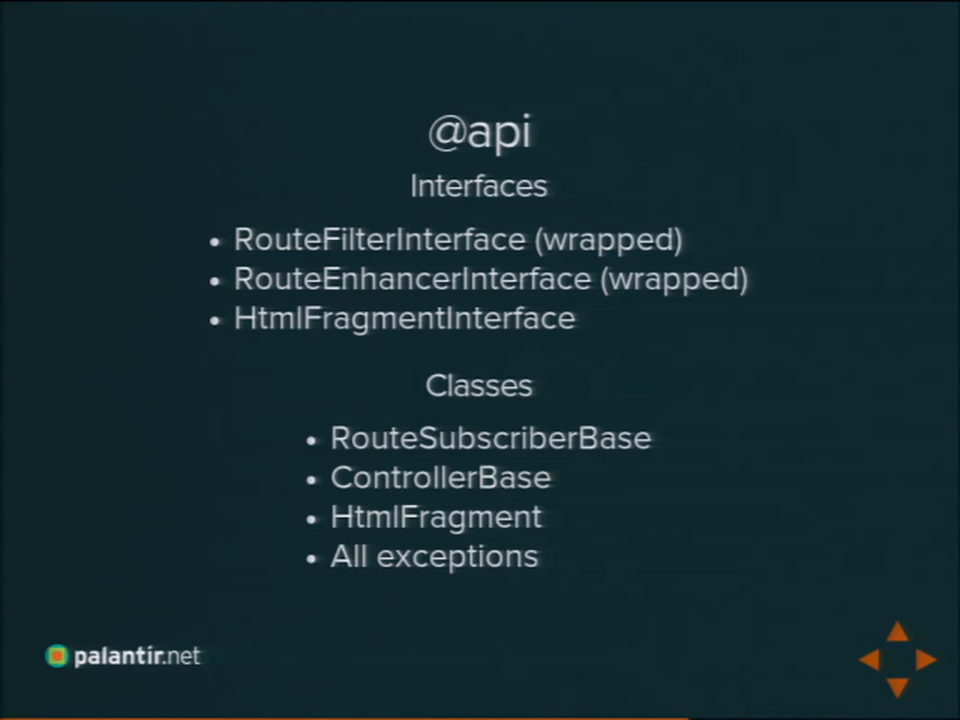 @api
Interfaces
• RouteFilterInterface (wrapped)
• RouteEnhancerInterface (wrapped)
• HtmlFragmentInterface
Classes
• RouteSubscriberBase
• ControllerBase
• HtmlFragment
• All exceptions
palantir.net